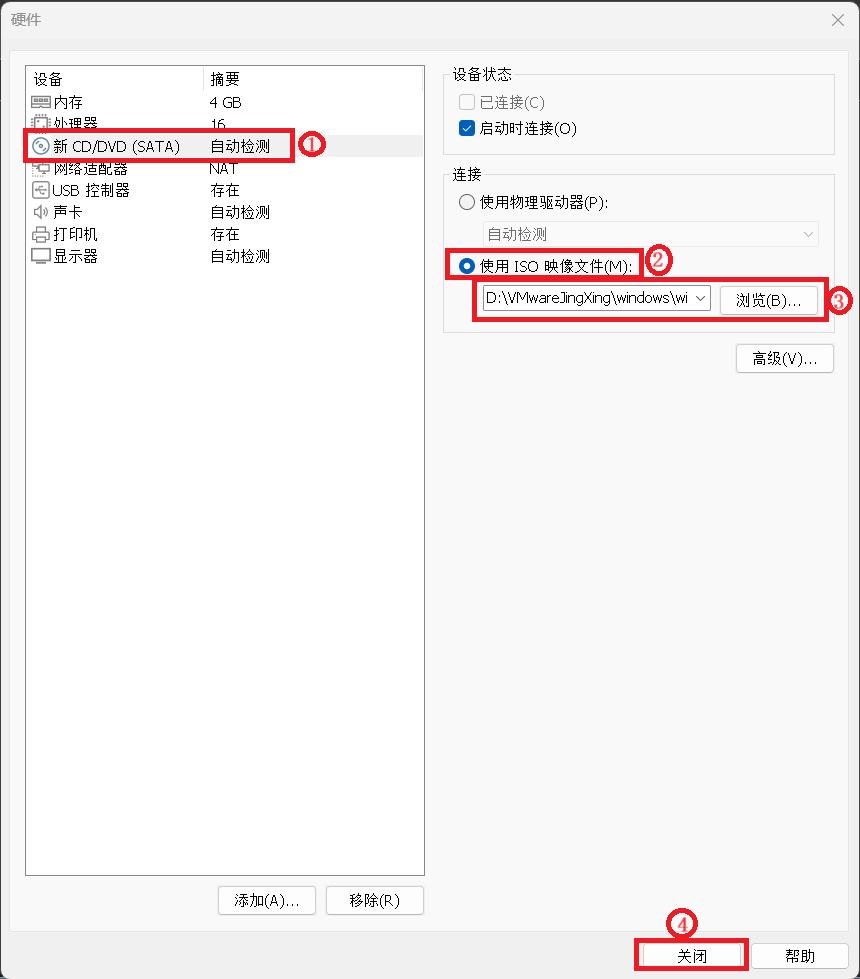 硬件
设备 摘要
内存 4 GB
处理器 16
新 CD/DVD (SATA) 自动检测 ①
网络适配器 NAT
USB 控制器 存在
声卡 自动检测
打印机 存在
显示器 自动检测
添加(A)... 移除(R)
设备状态
已连接(C)
启动时连接(O)
连接
使用物理驱动器(P):
自动检测
使用 ISO 映像文件(M): ②
D:\VMwareJingXing\windows\wi 浏览(B)... ③
高级(V)...
④
关闭 帮助